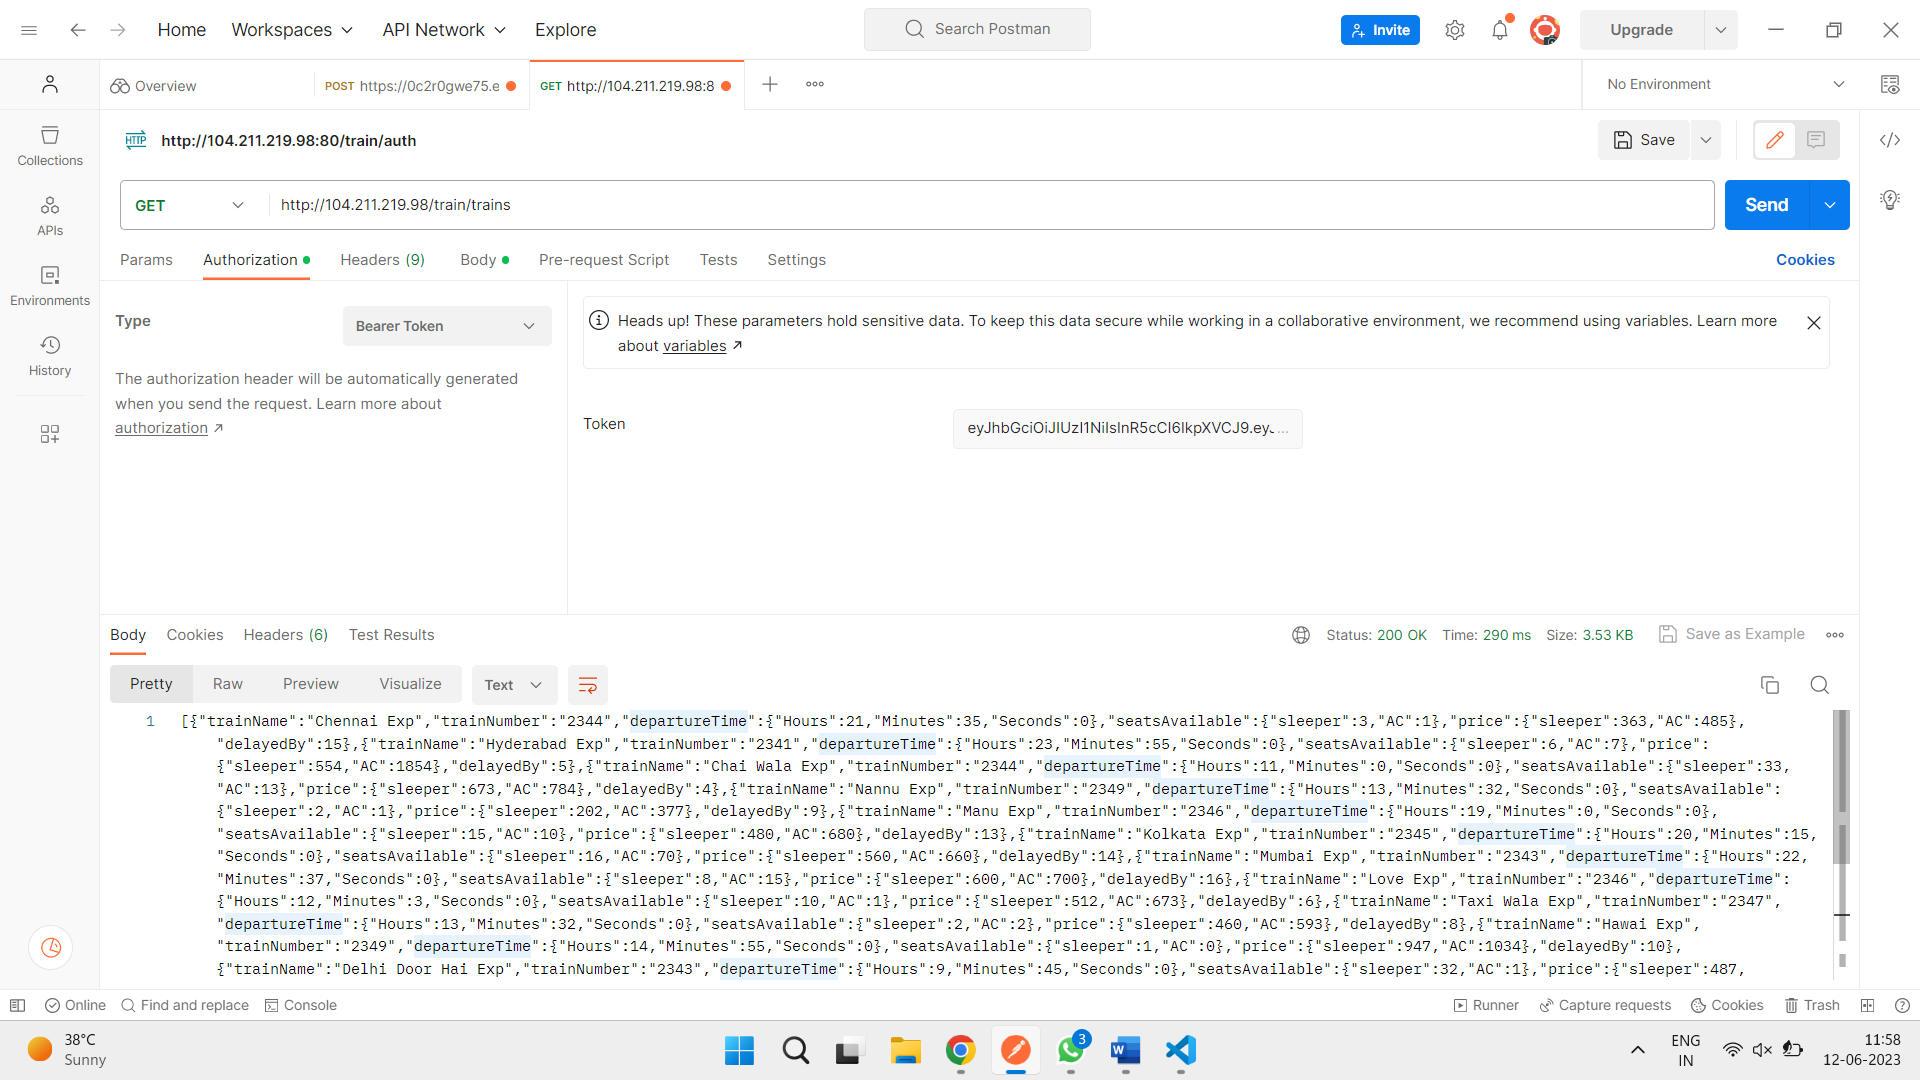 Home
Workspaces
API Network
Explore
Search Postman
Invite
Upgrade
Overview
POST https://0c2r0gwe75.e
GET http://104.211.219.98:8
No Environment
HTTP http://104.211.219.98:80/train/auth
Save
GET
http://104.211.219.98/train/trains
Send
Params
Authorization
Headers (9)
Body
Pre-request Script
Tests
Settings
Cookies
Collections
APIs
Environments
History
Type
Bearer Token
The authorization header will be automatically generated
when you send the request. Learn more about
authorization ↗
Heads up! These parameters hold sensitive data. To keep this data secure while working in a collaborative environment, we recommend using variables. Learn more
about variables ↗
Token
eyJhbGciOiJIUzI1NiIsInR5cCI6IkpXVCJ9.eyJ...
Body
Cookies
Headers (6)
Test Results
Status: 200 OK
Time: 290 ms
Size: 3.53 KB
Save as Example
Pretty
Raw
Preview
Visualize
Text
1
[{"trainName":"Chennai Exp","trainNumber":"2344","departureTime":{"Hours":21,"Minutes":35,"Seconds":0},"seatsAvailable":{"sleeper":3,"AC":1},"price":{"sleeper":363,"AC":485},
"delayedBy":15},{"trainName":"Hyderabad Exp","trainNumber":"2341","departureTime":{"Hours":23,"Minutes":55,"Seconds":0},"seatsAvailable":{"sleeper":6,"AC":7},"price":
{"sleeper":554,"AC":1854},"delayedBy":5},{"trainName":"Chai Wala Exp","trainNumber":"2344","departureTime":{"Hours":11,"Minutes":0,"Seconds":0},"seatsAvailable":{"sleeper":33,
"AC":13},"price":{"sleeper":673,"AC":784},"delayedBy":4},{"trainName":"Nannu Exp","trainNumber":"2349","departureTime":{"Hours":13,"Minutes":32,"Seconds":0},"seatsAvailable":
{"sleeper":2,"AC":1},"price":{"sleeper":202,"AC":377},"delayedBy":9},{"trainName":"Manu Exp","trainNumber":"2346","departureTime":{"Hours":19,"Minutes":0,"Seconds":0},
"seatsAvailable":{"sleeper":15,"AC":10},"price":{"sleeper":480,"AC":680},"delayedBy":13},{"trainName":"Kolkata Exp","trainNumber":"2345","departureTime":{"Hours":20,"Minutes":15,
"Seconds":0},"seatsAvailable":{"sleeper":16,"AC":70},"price":{"sleeper":560,"AC":660},"delayedBy":14},{"trainName":"Mumbai Exp","trainNumber":"2343","departureTime":{"Hours":22,
"Minutes":37,"Seconds":0},"seatsAvailable":{"sleeper":8,"AC":15},"price":{"sleeper":600,"AC":700},"delayedBy":16},{"trainName":"Love Exp","trainNumber":"2346","departureTime":
{"Hours":12,"Minutes":3,"Seconds":0},"seatsAvailable":{"sleeper":10,"AC":1},"price":{"sleeper":512,"AC":673},"delayedBy":6},{"trainName":"Taxi Wala Exp","trainNumber":"2347",
"departureTime":{"Hours":13,"Minutes":32,"Seconds":0},"seatsAvailable":{"sleeper":2,"AC":2},"price":{"sleeper":460,"AC":593},"delayedBy":8},{"trainName":"Hawai Exp",
"trainNumber":"2349","departureTime":{"Hours":14,"Minutes":55,"Seconds":0},"seatsAvailable":{"sleeper":1,"AC":0},"price":{"sleeper":947,"AC":1034},"delayedBy":10},
{"trainName":"Delhi Door Hai Exp","trainNumber":"2343","departureTime":{"Hours":9,"Minutes":45,"Seconds":0},"seatsAvailable":{"sleeper":32,"AC":1},"price":{"sleeper":487,
Online
Find and replace
Console
Runner
Capture requests
Cookies
Trash
38°C
Sunny
3
ENG
IN
11:58
12-06-2023